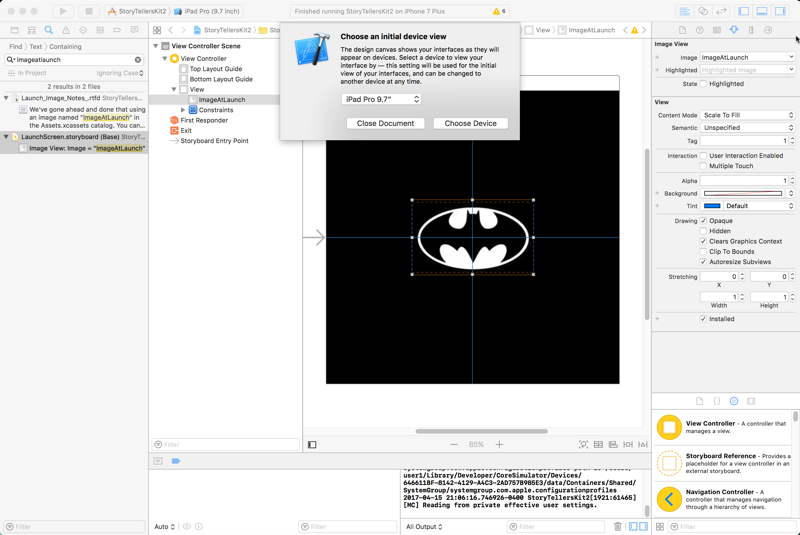 StoryTellersKit2 › iPad Pro (9.7 inch)
Finished running StoryTellersKit2 on iPhone 7 Plus
6
StoryTellersKit2
View
ImageAtLaunch
Find › Text › Containing
imageatlaunch
In Project
Ignoring Case
2 results in 2 files
Launch_Image_Notes_.rtfd StoryTellers...
We've gone ahead and done that using
an image named "ImageAtLaunch" in
the Assets.xcassets catalog. You can...
LaunchScreen.storyboard (Base) StoryT...
Image View: Image = "ImageAtLaunch"
Filter
View Controller Scene
View Controller
Top Layout Guide
Bottom Layout Guide
View
ImageAtLaunch
Constraints
First Responder
Exit
Storyboard Entry Point
Filter
Choose an initial device view
The design canvas shows your interfaces as they will
appear on devices. Select a device to view your
interface by — this setting will be used for the initial
view of your interfaces, and can be changed to
another device at any time.
iPad Pro 9.7"
Close Document
Choose Device
85%
Auto
Filter
user1/Library/Developer/CoreSimulator/Devices/
646611BF-8142-4129-A4C3-2AD757B985E3/data/Containers/Shared/
SystemGroup/systemgroup.com.apple.configurationprofiles
2017-04-15 21:06:16.746926-0400 StoryTellersKit2[1921:61465]
[MC] Reading from private effective user settings.
All Output
Filter
Image View
Image ImageAtLaunch
Highlighted Highlighted Image
State Highlighted
View
Content Mode Scale To Fill
Semantic Unspecified
Tag 1
Interaction User Interaction Enabled
Multiple Touch
Alpha 1
Background
Tint Default
Drawing Opaque
Hidden
Clears Graphics Context
Clip To Bounds
Autoresize Subviews
Stretching 0 0
X Y
1 1
Width Height
Installed
View Controller - A controller that
manages a view.
Storyboard Reference - Provides a
placeholder for a view controller in an
external storyboard.
Navigation Controller - A
controller that manages navigation
through a hierarchy of views.
Filter